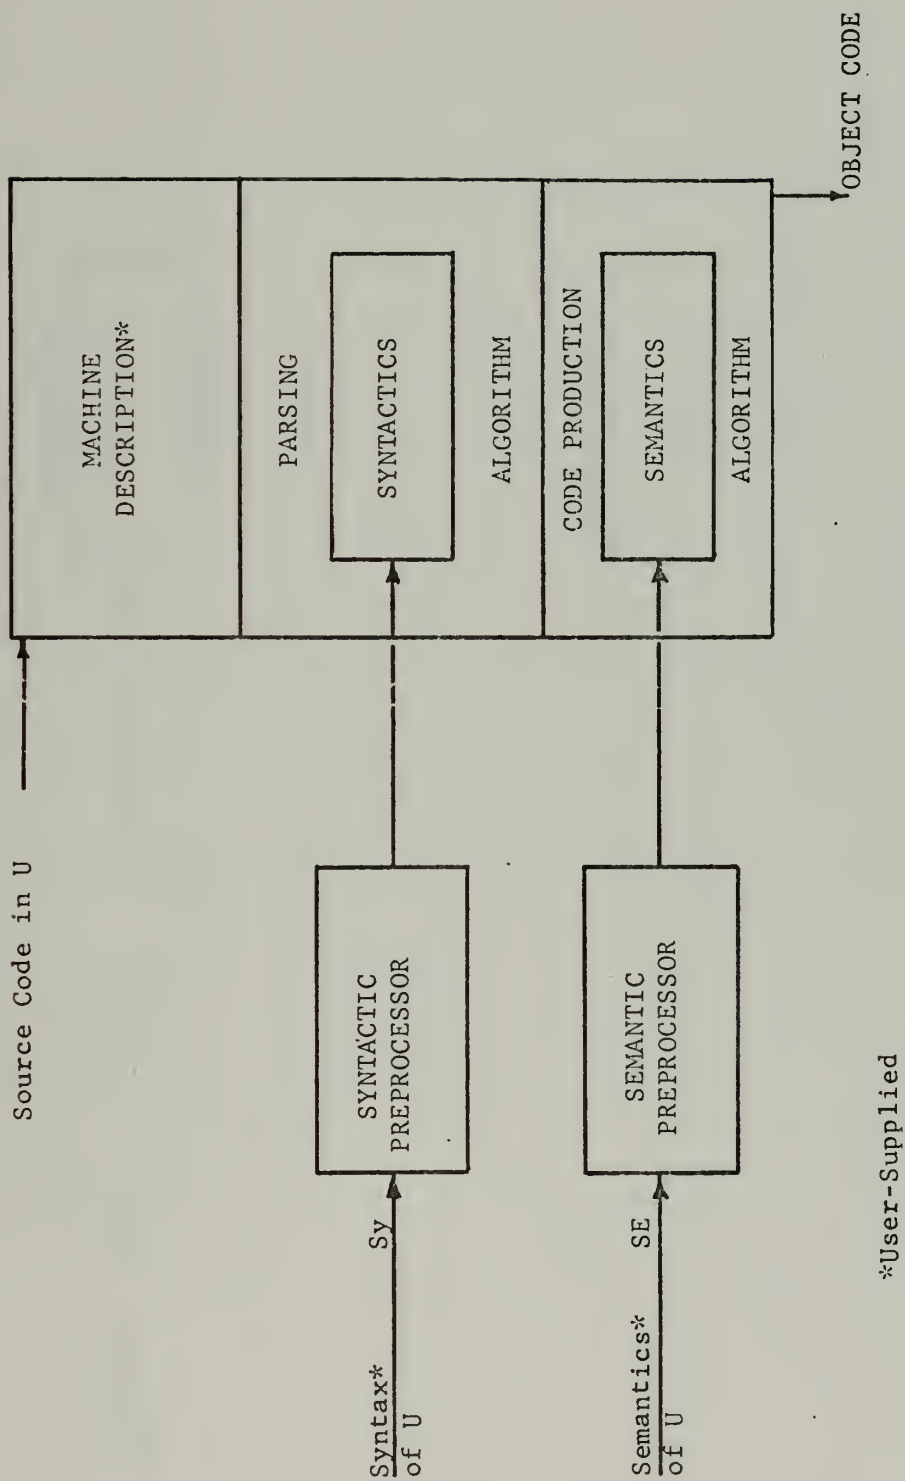 Source Code in U
MACHINE
DESCRIPTION*
PARSING
SYNTACTICS
ALGORITHM
CODE PRODUCTION
SEMANTICS
ALGORITHM
OBJECT CODE
Syntax*
of U
Sy
SYNTACTIC
PREPROCESSOR
Semantics*
of U
SE
SEMANTIC
PREPROCESSOR
*User-Supplied